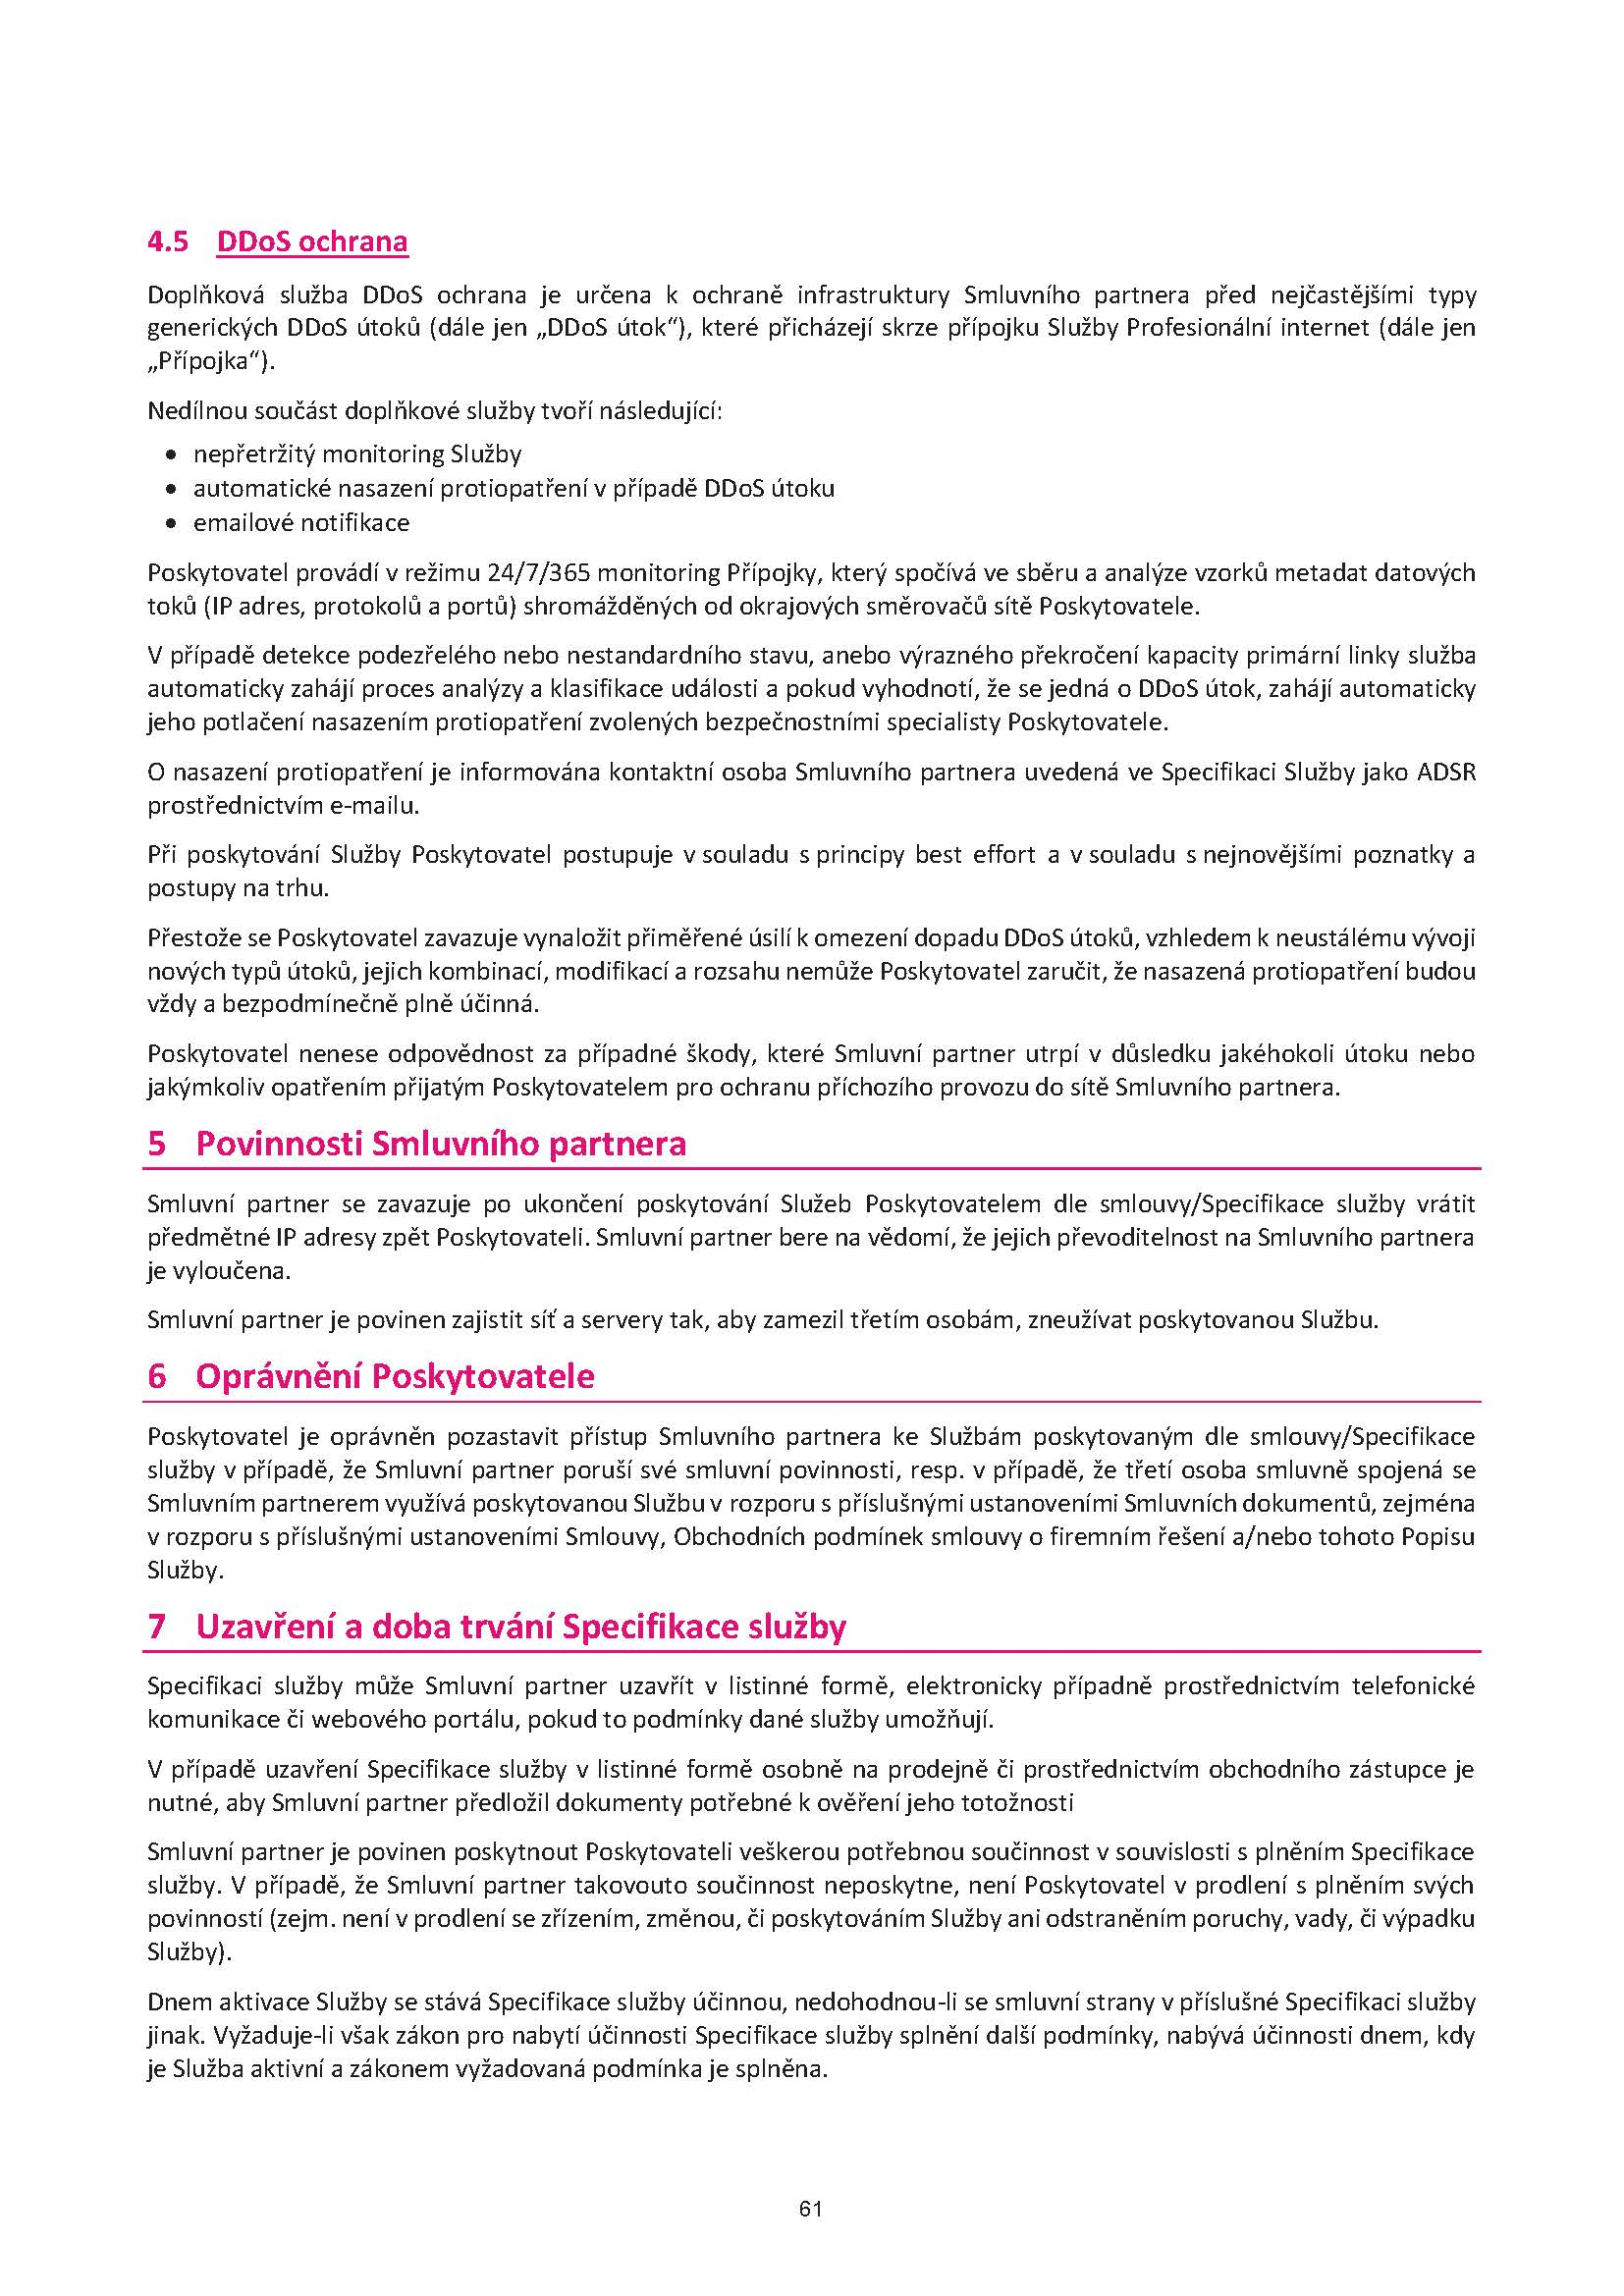 4.5 DDoS ochrana
Doplňková služba DDoS ochrana je určena k ochraně infrastruktury Smluvního partnera před nejčastějšími typy
generických DDoS útoků (dále jen „DDoS útok“), které přicházejí skrze přípojku Služby Profesionální internet (dále jen
„Přípojka“).
Nedílnou součást doplňkové služby tvoří následující:
• nepřetržitý monitoring Služby
• automatické nasazení protiopatření v případě DDoS útoku
• emailové notifikace
Poskytovatel provádí v režimu 24/7/365 monitoring Přípojky, který spočívá ve sběru a analýze vzorků metadat datových
toků (IP adres, protokolů a portů) shromážděných od okrajových směrovačů sítě Poskytovatele.
V případě detekce podezřelého nebo nestandardního stavu, anebo výrazného překročení kapacity primární linky služba
automaticky zahájí proces analýzy a klasifikace události a pokud vyhodnotí, že se jedná o DDoS útok, zahájí automaticky
jeho potlačení nasazením protiopatření zvolených bezpečnostními specialisty Poskytovatele.
O nasazení protiopatření je informována kontaktní osoba Smluvního partnera uvedená ve Specifikaci Služby jako ADSR
prostřednictvím e-mailu.
Při poskytování Služby Poskytovatel postupuje v souladu s principy best effort a v souladu s nejnovějšími poznatky a
postupy na trhu.
Přestože se Poskytovatel zavazuje vynaložit přiměřené úsilí k omezení dopadu DDoS útoků, vzhledem k neustálému vývoji
nových typů útoků, jejich kombinací, modifikací a rozsahu nemůže Poskytovatel zaručit, že nasazená protiopatření budou
vždy a bezpodmínečně plně účinná.
Poskytovatel nenese odpovědnost za případné škody, které Smluvní partner utrpí v důsledku jakéhokoli útoku nebo
jakýmkoliv opatřením přijatým Poskytovatelem pro ochranu příchozího provozu do sítě Smluvního partnera.
5 Povinnosti Smluvního partnera
Smluvní partner se zavazuje po ukončení poskytování Služeb Poskytovatelem dle smlouvy/Specifikace služby vrátit
předmětné IP adresy zpět Poskytovateli. Smluvní partner bere na vědomí, že jejich převoditelnost na Smluvního partnera
je vyloučena.
Smluvní partner je povinen zajistit síť a servery tak, aby zamezil třetím osobám, zneužívat poskytovanou Službu.
6 Oprávnění Poskytovatele
Poskytovatel je oprávněn pozastavit přístup Smluvního partnera ke Službám poskytovaným dle smlouvy/Specifikace
služby v případě, že Smluvní partner poruší své smluvní povinnosti, resp. v případě, že třetí osoba smluvně spojená se
Smluvním partnerem využívá poskytovanou Službu v rozporu s příslušnými ustanoveními Smluvních dokumentů, zejména
v rozporu s příslušnými ustanoveními Smlouvy, Obchodních podmínek smlouvy o firemním řešení a/nebo tohoto Popisu
Služby.
7 Uzavření a doba trvání Specifikace služby
Specifikaci služby může Smluvní partner uzavřít v listinné formě, elektronicky případně prostřednictvím telefonické
komunikace či webového portálu, pokud to podmínky dané služby umožňují.
V případě uzavření Specifikace služby v listinné formě osobně na prodejně či prostřednictvím obchodního zástupce je
nutné, aby Smluvní partner předložil dokumenty potřebné k ověření jeho totožnosti
Smluvní partner je povinen poskytnout Poskytovateli veškerou potřebnou součinnost v souvislosti s plněním Specifikace
služby. V případě, že Smluvní partner takovouto součinnost neposkytne, není Poskytovatel v prodlení s plněním svých
povinností (zejm. není v prodlení se zřízením, změnou, či poskytováním Služby ani odstraněním poruchy, vady, či výpadku
Služby).
Dnem aktivace Služby se stává Specifikace služby účinnou, nedohodnou-li se smluvní strany v příslušné Specifikaci služby
jinak. Vyžaduje-li však zákon pro nabytí účinnosti Specifikace služby splnění další podmínky, nabývá účinnosti dnem, kdy
je Služba aktivní a zákonem vyžadovaná podmínka je splněna.
61